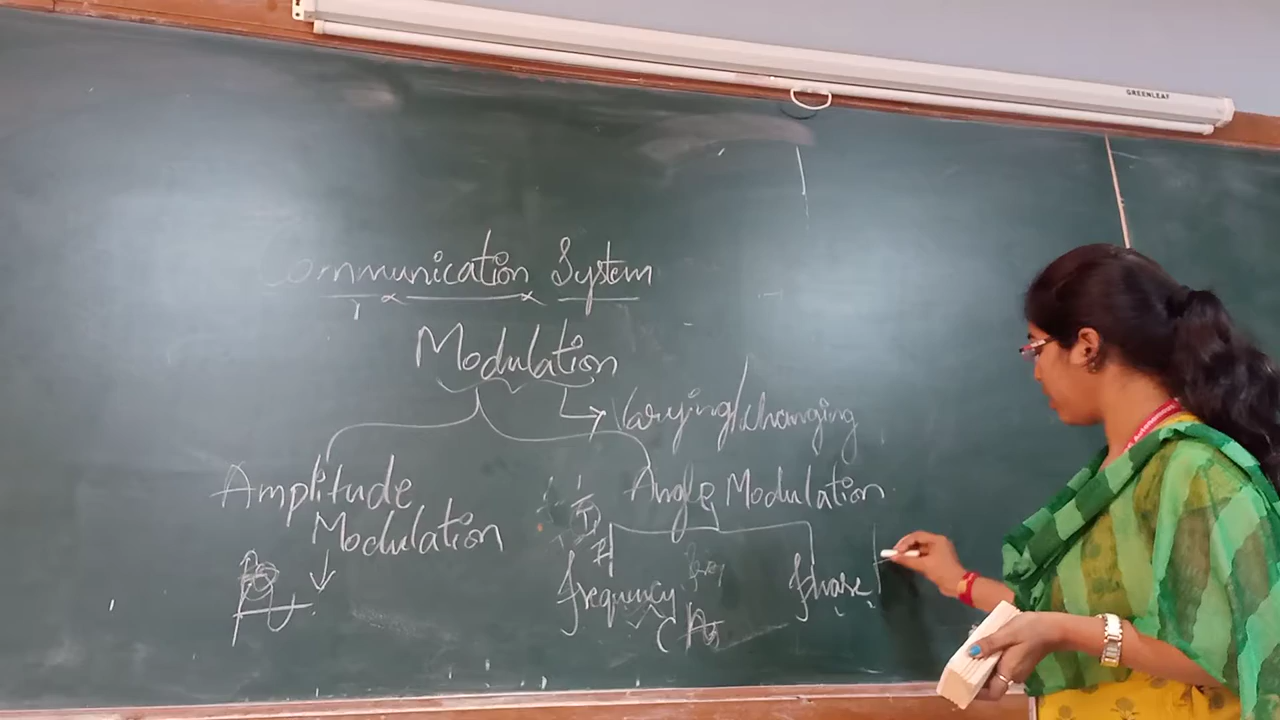 GREENLEAF
Communication System
Modulation
Varying/changing
Amplitude
Modulation
Angle Modulation
frequency
phase